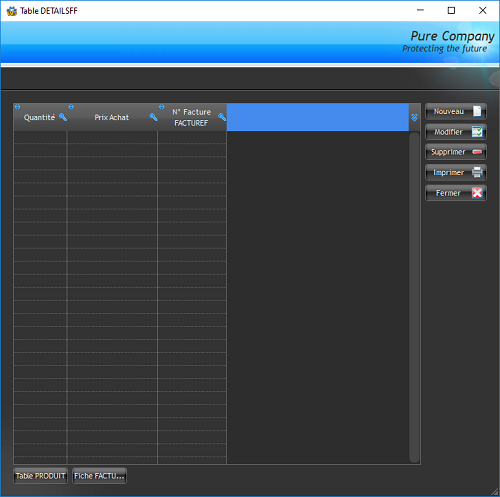 Table DETAILSFF
Pure Company
Protecting the future
Quantité
Prix Achat
N° Facture
FACTUREF
Nouveau
Modifier
Supprimer
Imprimer
Fermer
Table PRODUIT
Fiche FACTU...